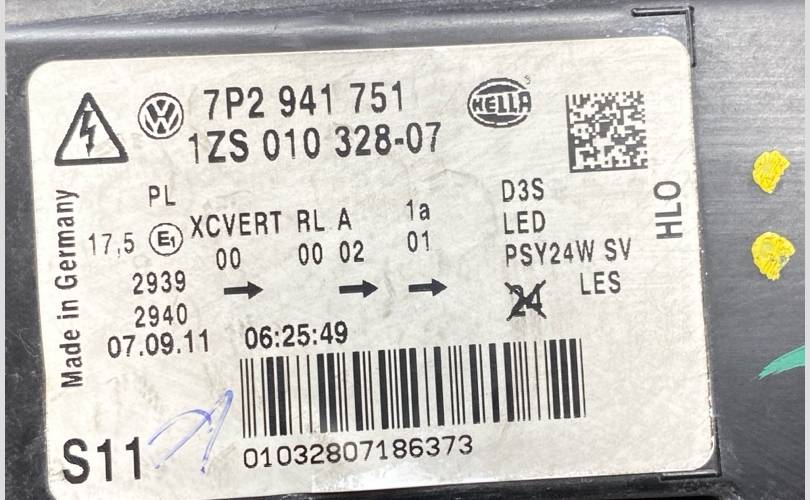 7P2 941 751
1ZS 010 328-07
HELLA
Made in Germany
PL
17,5 E1 XCVERT RL A 1a
00 00 02 01
2939
2940
07.09.11 06:25:49
D3S
LED
PSY24W SV
LES
24
HLO
S11
01032807186373